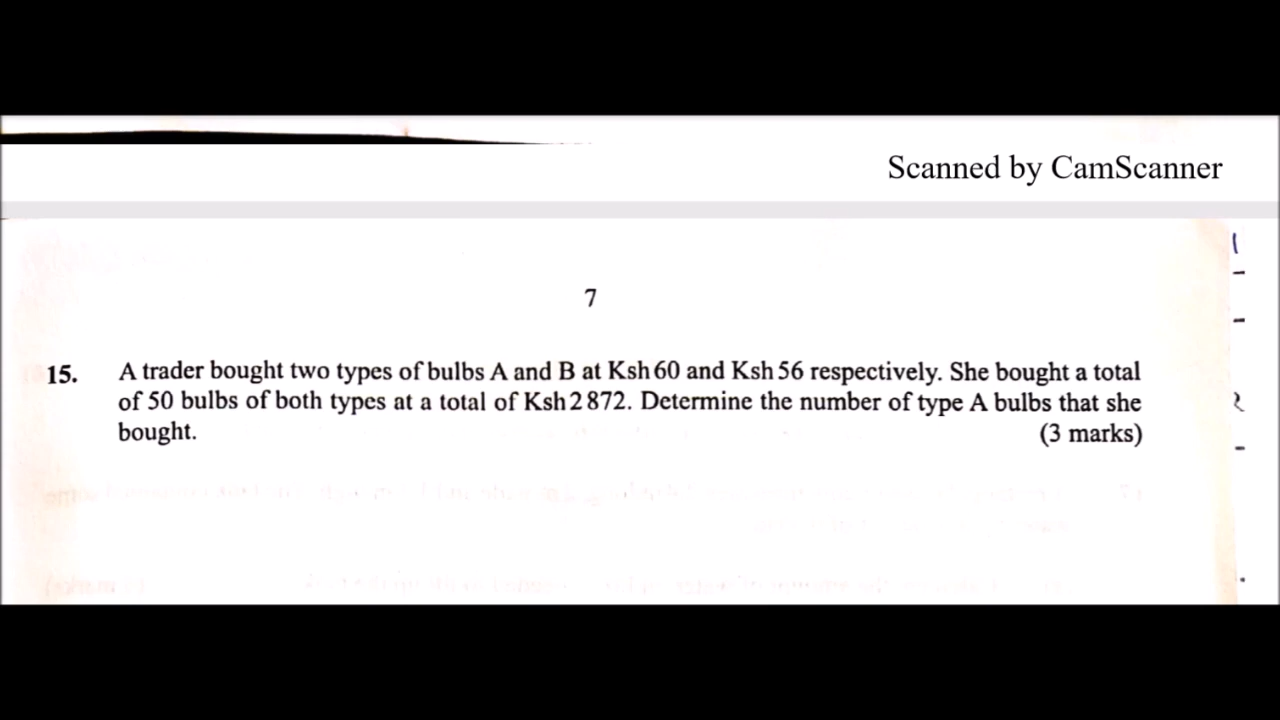 Scanned by CamScanner
7
15. A trader bought two types of bulbs A and B at Ksh 60 and Ksh 56 respectively. She bought a total
of 50 bulbs of both types at a total of Ksh 2 872. Determine the number of type A bulbs that she
bought. (3 marks)